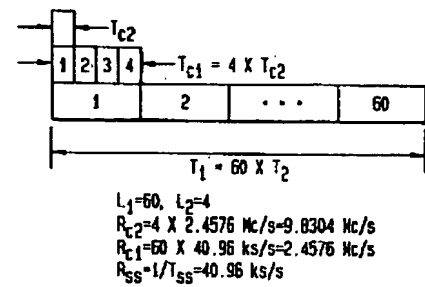 T_C2
1 2 3 4 T_C1 = 4 X T_C2
1 2 ... 60
T_1 = 60 X T_2
L_1=60, L_2=4
R_C2=4 X 2.4576 Mc/s=9.8304 Mc/s
R_C1=60 X 40.96 ks/s=2.4576 Mc/s
R_SS=1/T_SS=40.96 ks/s